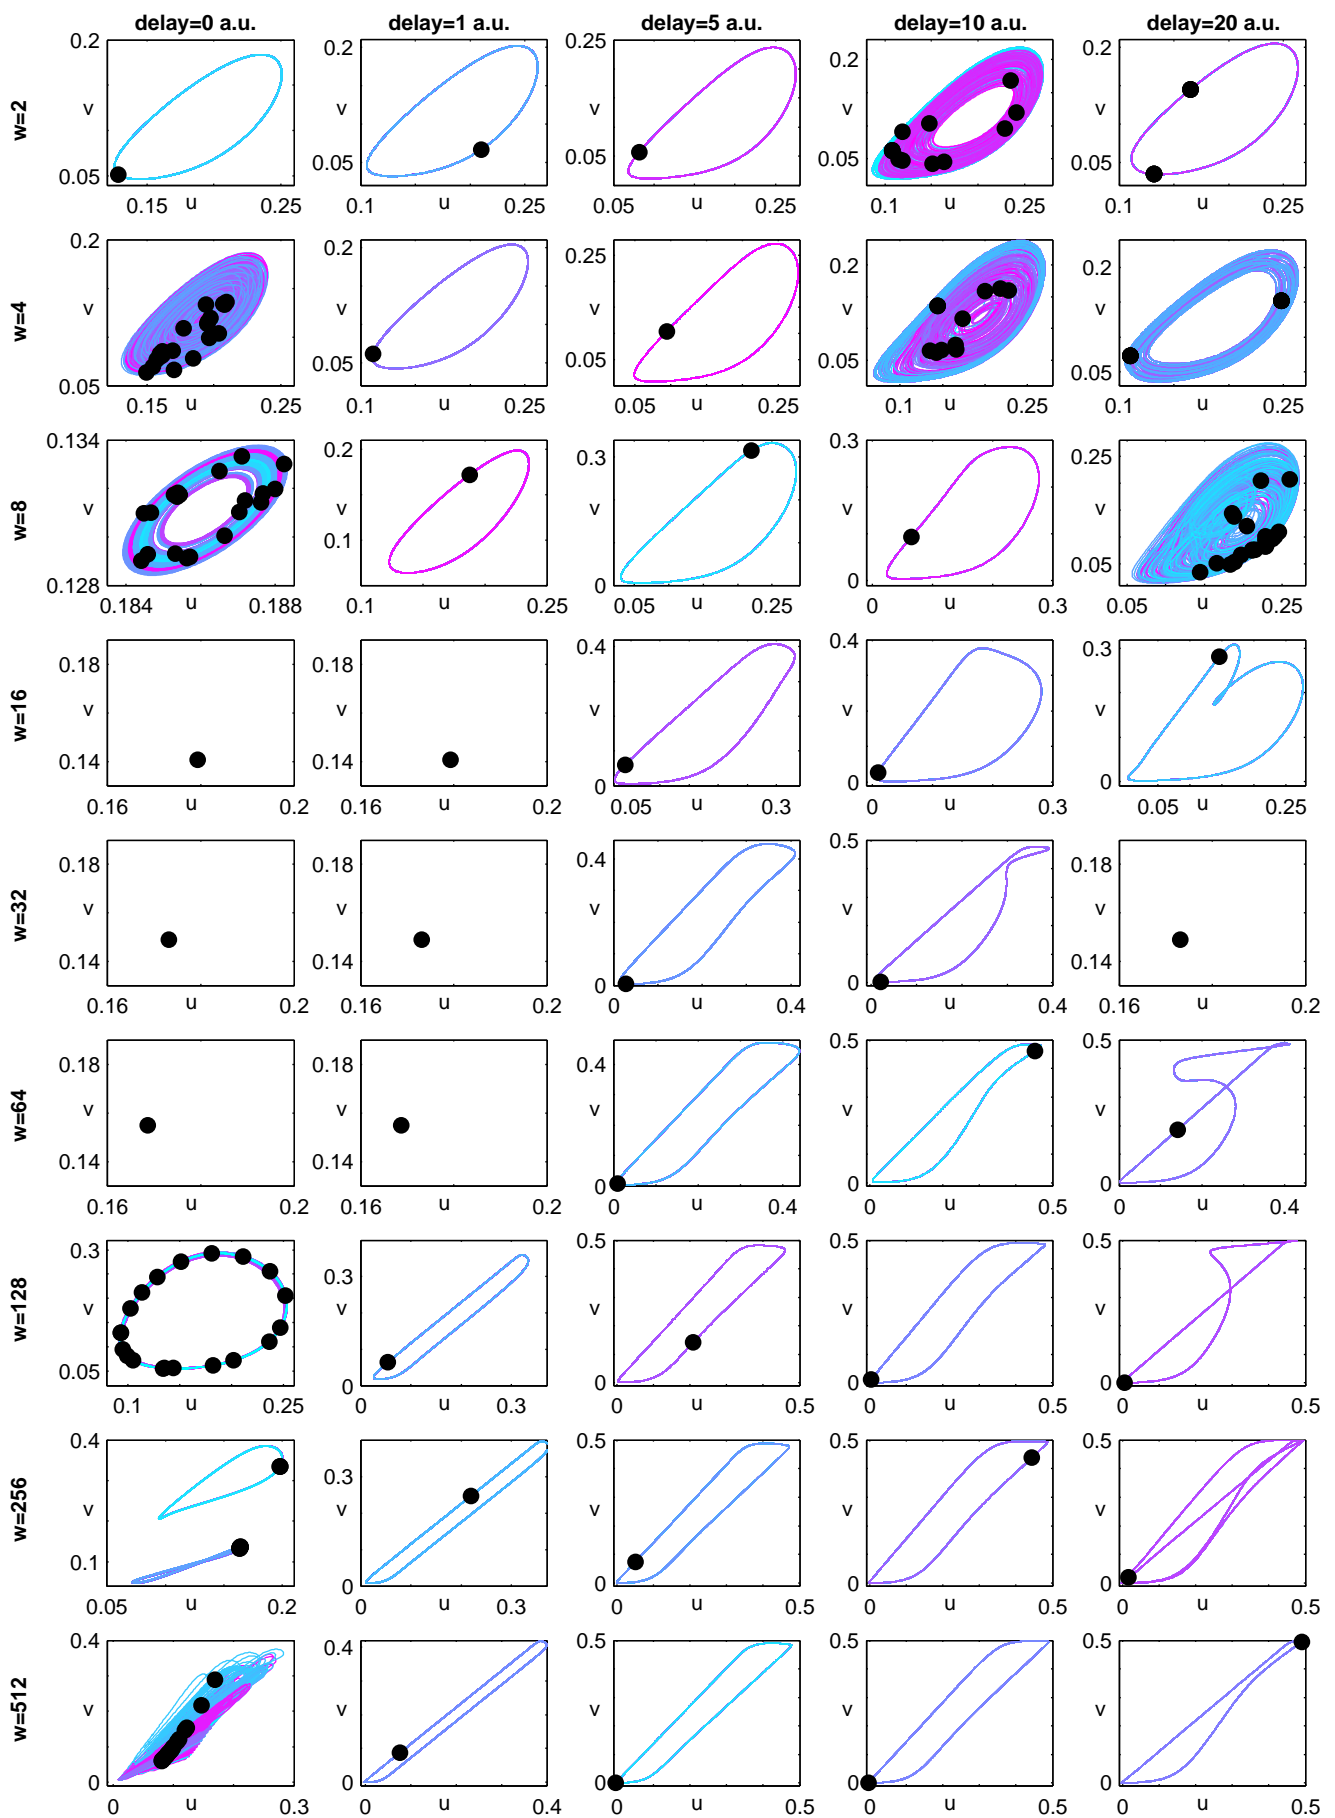 delay=0 a.u. delay=1 a.u. delay=5 a.u. delay=10 a.u. delay=20 a.u.
w=2
0.2 v 0.05 0.15 u 0.25
0.2 v 0.05 0.1 u 0.25
0.25 v 0.05 0.05 u 0.25
0.2 v 0.05 0.1 u 0.25
0.2 v 0.05 0.1 u 0.25
w=4
0.2 v 0.05 0.15 u 0.25
0.2 v 0.05 0.1 u 0.25
0.25 v 0.05 0.05 u 0.25
0.2 v 0.05 0.1 u 0.25
0.2 v 0.05 0.1 u 0.25
w=8
0.134 v 0.128 0.184 u 0.188
0.2 v 0.1 0.1 u 0.25
0.3 v 0 0.05 u 0.25
0.3 v 0 0 u 0.3
0.25 v 0.05 0.05 u 0.25
w=16
0.18 v 0.14 0.16 u 0.2
0.18 v 0.14 0.16 u 0.2
0.4 v 0 0.05 u 0.3
0.4 v 0 0 u 0.3
0.3 v 0 0.05 u 0.25
w=32
0.18 v 0.14 0.16 u 0.2
0.18 v 0.14 0.16 u 0.2
0.4 v 0 0 u 0.4
0.5 v 0 0 u 0.4
0.18 v 0.14 0.16 u 0.2
w=64
0.18 v 0.14 0.16 u 0.2
0.18 v 0.14 0.16 u 0.2
0.4 v 0 0 u 0.4
0.5 v 0 0 u 0.5
0.5 v 0 0 u 0.4
w=128
0.3 v 0.05 0.1 u 0.25
0.3 v 0 0 u 0.3
0.5 v 0 0 u 0.5
0.5 v 0 0 u 0.5
0.5 v 0 0 u 0.5
w=256
0.4 v 0.1 0.05 u 0.2
0.3 v 0 0 u 0.3
0.5 v 0 0 u 0.5
0.5 v 0 0 u 0.5
0.5 v 0 0 u 0.5
w=512
0.4 v 0 0 u 0.3
0.4 v 0 0 u 0.4
0.5 v 0 0 u 0.5
0.5 v 0 0 u 0.5
0.5 v 0 0 u 0.5